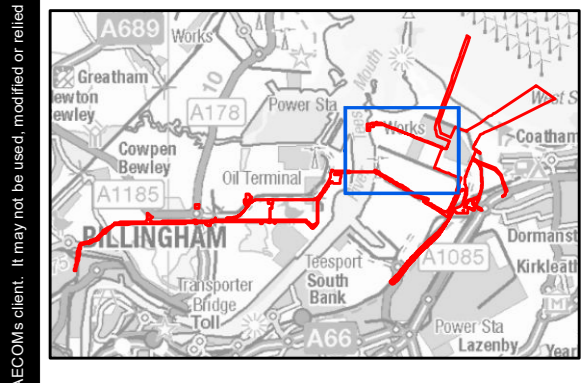 AECOMs client. It may not be used, modified or relied
A689
Works
Greatham
ewton
ewley
10
A178
Mouth
Power Sta
Tees
Works
West S
Coatham
Cowpen
Bewley
Oil Terminal
A1185
BILLINGHAM
River
Dormanst
Teesport
A1085
Kirkleath
Transporter
Bridge
Toll
South
Bank
A66
Power Sta
Lazenby
Year